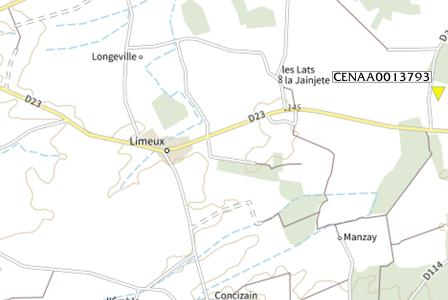 Longeville
les Lats
& la Jainjete
CENAA0013793
D23
D23
.145
Limeux
Manzay
D114
Concizain